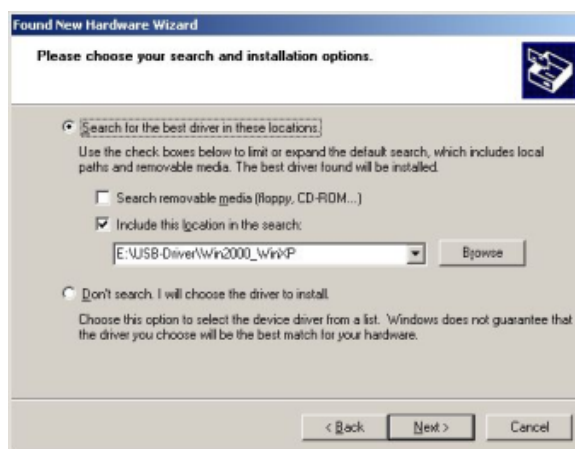 Found New Hardware Wizard
Please choose your search and installation options.
Search for the best driver in these locations.
Use the check boxes below to limit or expand the default search, which includes local
paths and removable media. The best driver found will be installed.
Search removable media (floppy, CD-ROM...)
Include this location in the search:
E:\USB-Driver\Win2000_WinXP
Browse
Don't search. I will choose the driver to install.
Choose this option to select the device driver from a list. Windows does not guarantee that
the driver you choose will be the best match for your hardware.
< Back
Next >
Cancel